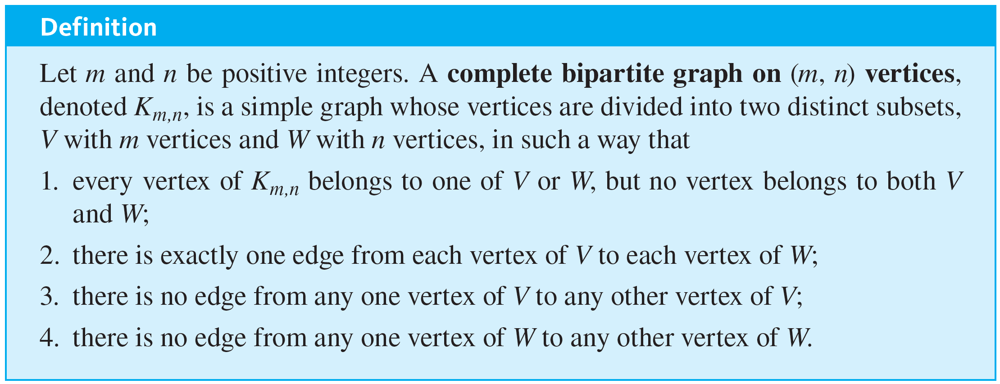 Definition
Let m and n be positive integers. A complete bipartite graph on (m, n) vertices,
denoted Km,n, is a simple graph whose vertices are divided into two distinct subsets,
V with m vertices and W with n vertices, in such a way that
1. every vertex of Km,n belongs to one of V or W, but no vertex belongs to both V
and W;
2. there is exactly one edge from each vertex of V to each vertex of W;
3. there is no edge from any one vertex of V to any other vertex of V;
4. there is no edge from any one vertex of W to any other vertex of W.